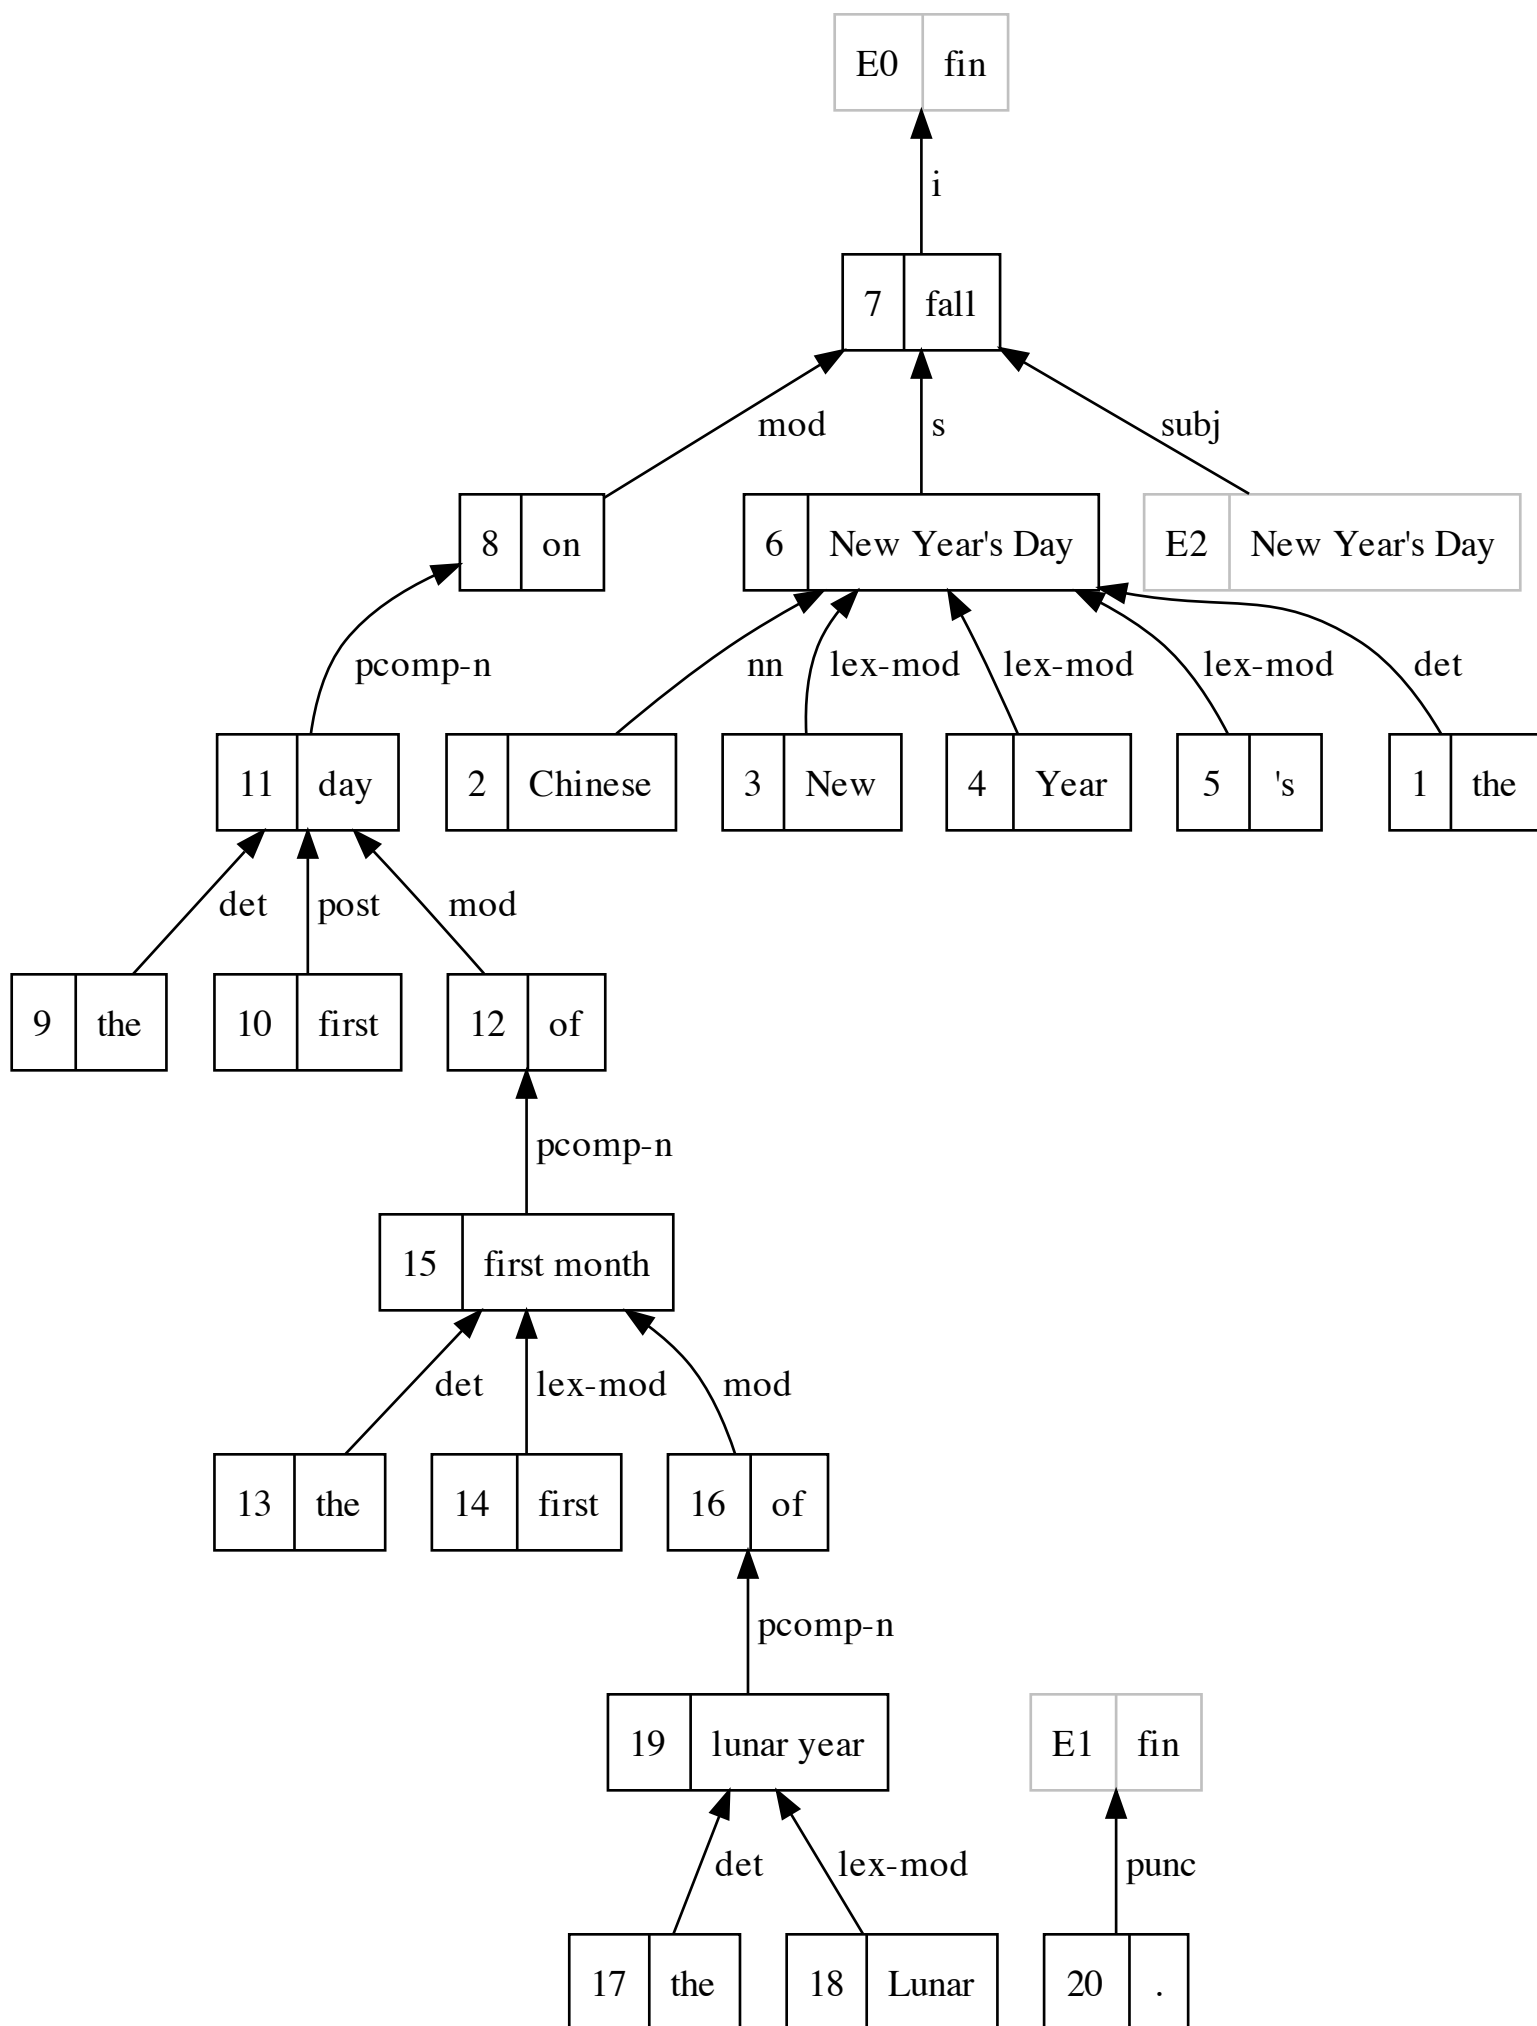 E0 fin
i
7 fall
mod s subj
8 on 6 New Year's Day E2 New Year's Day
pcomp-n nn lex-mod lex-mod lex-mod det
11 day 2 Chinese 3 New 4 Year 5 's 1 the
det post mod
9 the 10 first 12 of
pcomp-n
15 first month
det lex-mod mod
13 the 14 first 16 of
pcomp-n
19 lunar year E1 fin
det lex-mod punc
17 the 18 Lunar 20 .